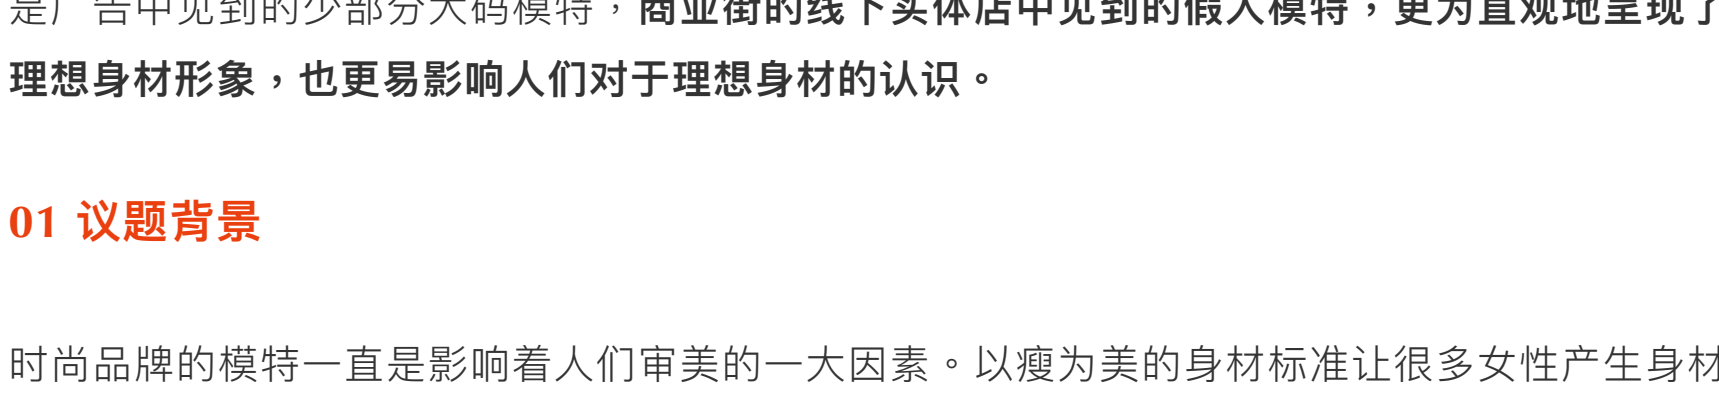 是广告中见到的少部分大码模特，商业街的线下实体店中见到的假人模特，更为直观地呈现了
理想身材形象，也更易影响人们对于理想身材的认识。
01 议题背景
时尚品牌的模特一直是影响着人们审美的一大因素。以瘦为美的身材标准让很多女性产生身材